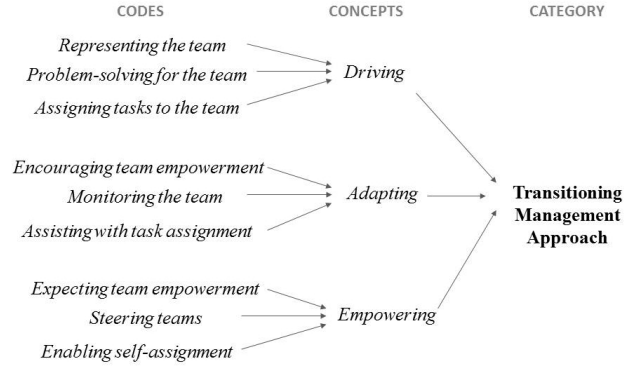 CODES CONCEPTS CATEGORY
Representing the team
Problem-solving for the team
Assigning tasks to the team
Driving
Encouraging team empowerment
Monitoring the team
Assisting with task assignment
Adapting
Expecting team empowerment
Steering teams
Enabling self-assignment
Empowering
Transitioning
Management
Approach